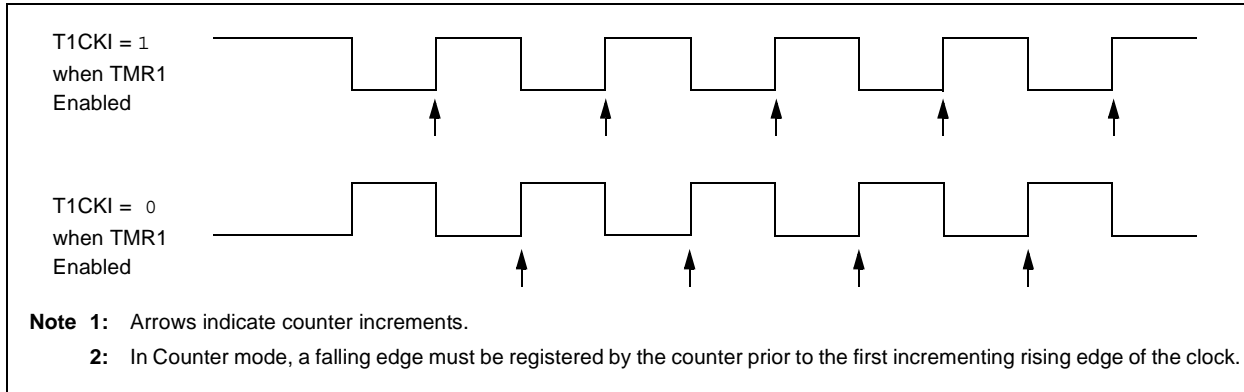 T1CKI = 1
when TMR1
Enabled
T1CKI = 0
when TMR1
Enabled
Note 1: Arrows indicate counter increments.
2: In Counter mode, a falling edge must be registered by the counter prior to the first incrementing rising edge of the clock.